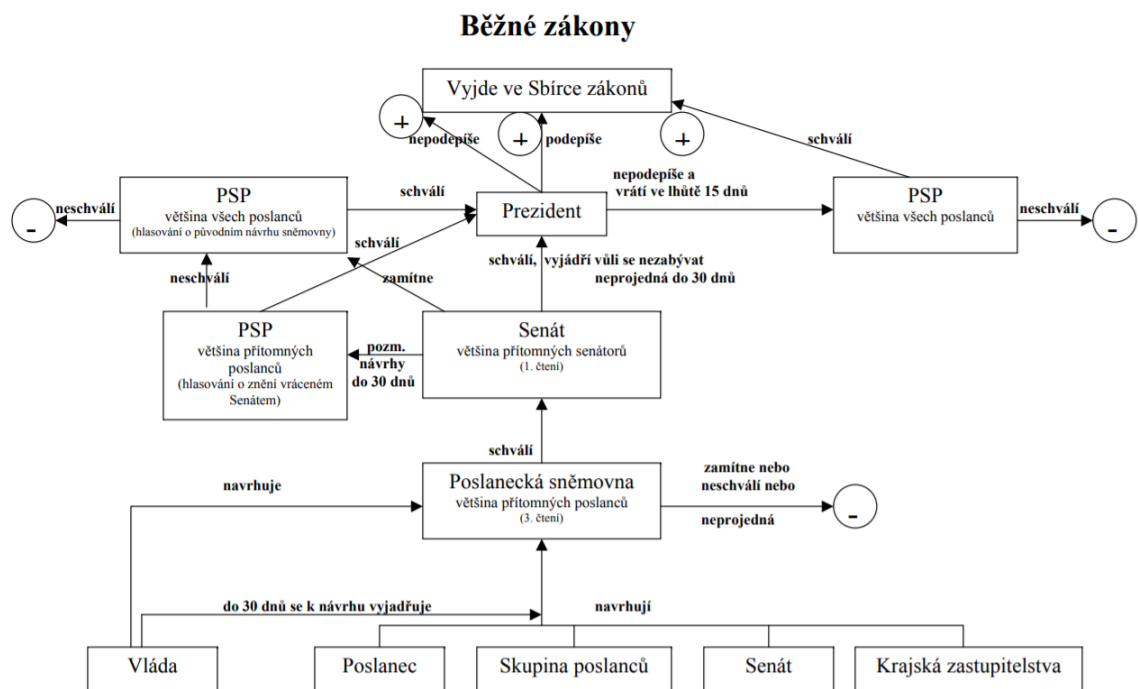 Běžné zákony
Vyjde ve Sbírce zákonů
+
+
+
nepodepíše
podepíše
schválí
nepodepíše a
vrátí ve lhůtě 15 dnů
neschválí
-
PSP
většina všech poslanců
(hlasování o původním návrhu sněmovny)
schválí
Prezident
PSP
většina všech poslanců
neschválí
-
schválí
neschválí
zamítne
schválí, vyjádří vůli se nezabývat
neprojedná do 30 dnů
PSP
většina přítomných
poslanců
(hlasování o znění vráceném
Senátem)
pozm.
návrhy
do 30 dnů
Senát
většina přítomných senátorů
(1. čtení)
schválí
navrhuje
Poslanecká sněmovna
většina přítomných poslanců
(3. čtení)
zamítne nebo
neschválí nebo
neprojedná
-
do 30 dnů se k návrhu vyjadřuje
navrhují
Vláda
Poslanec
Skupina poslanců
Senát
Krajská zastupitelstva